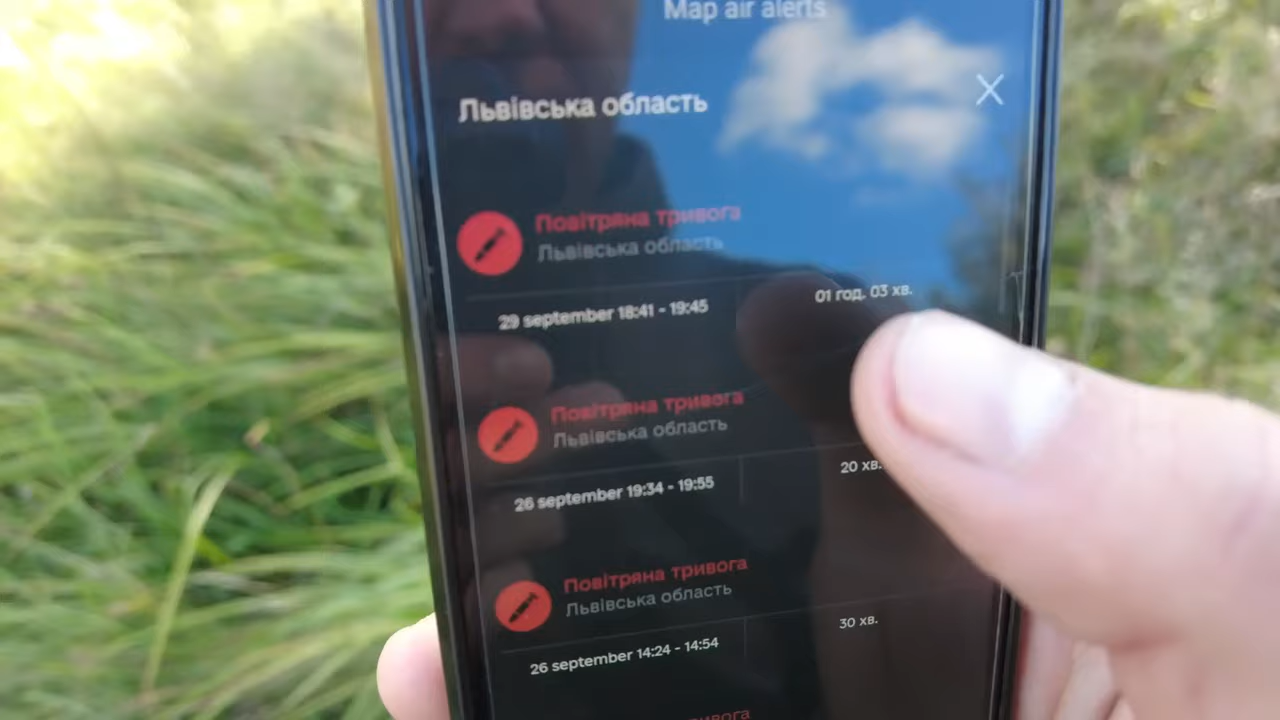 Map air alerts
Львівська область
Повітряна тривога
Львівська область
29 september 18:41 - 19:45
01 год. 03 хв.
Повітряна тривога
Львівська область
26 september 19:34 - 19:55
20 хв.
Повітряна тривога
Львівська область
26 september 14:24 - 14:54
30 хв.